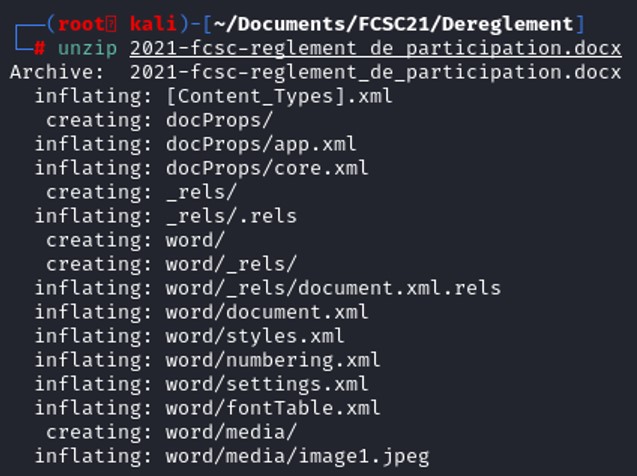 (root kali)-[~/Documents/FCSC21/Dereglement]
# unzip 2021-fcsc-reglement_de_participation.docx
Archive:  2021-fcsc-reglement_de_participation.docx
  inflating: [Content_Types].xml
   creating: docProps/
  inflating: docProps/app.xml
  inflating: docProps/core.xml
   creating: _rels/
  inflating: _rels/.rels
   creating: word/
   creating: word/_rels/
  inflating: word/_rels/document.xml.rels
  inflating: word/document.xml
  inflating: word/styles.xml
  inflating: word/numbering.xml
  inflating: word/settings.xml
  inflating: word/fontTable.xml
   creating: word/media/
  inflating: word/media/image1.jpeg